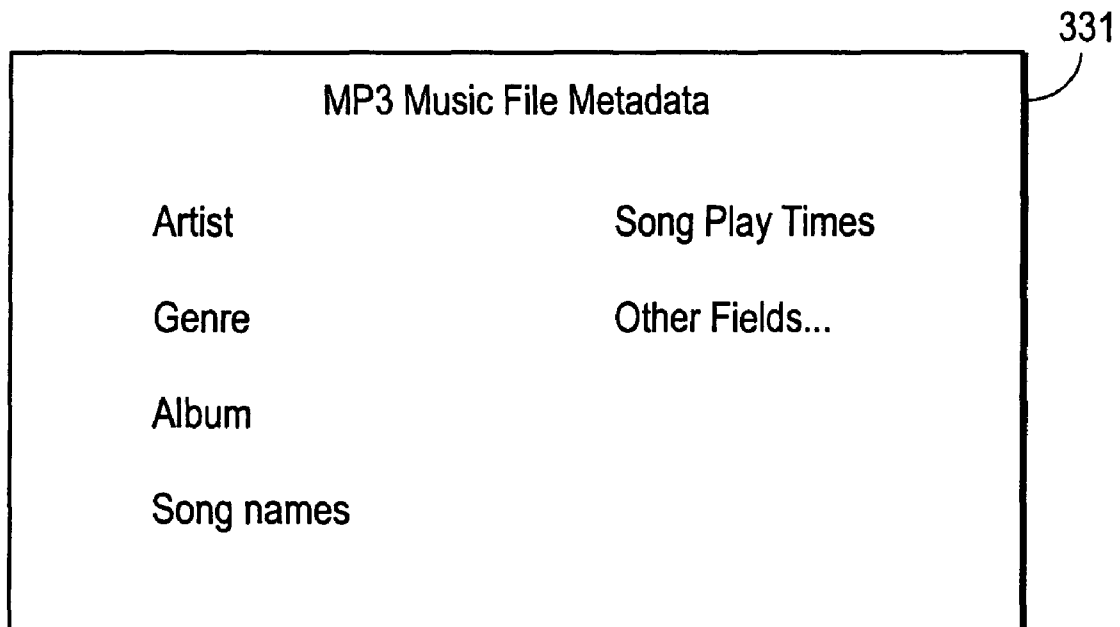 331
MP3 Music File Metadata
Artist
Song Play Times
Genre
Other Fields...
Album
Song names